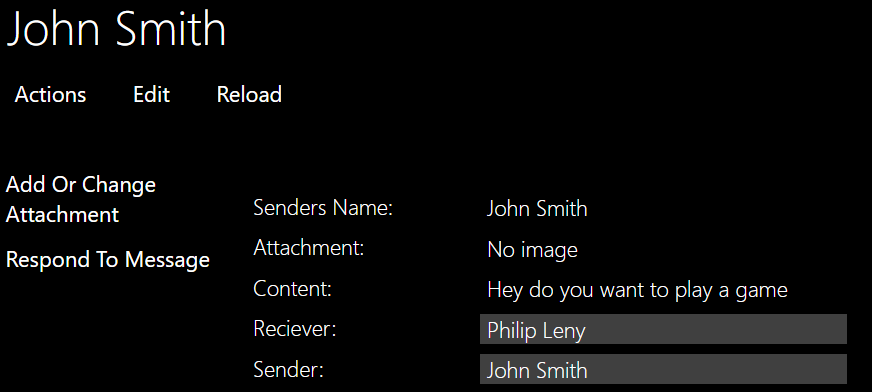 John Smith
Actions Edit Reload
Add Or Change
Attachment
Respond To Message
Senders Name: John Smith
Attachment: No image
Content: Hey do you want to play a game
Reciever: Philip Leny
Sender: John Smith